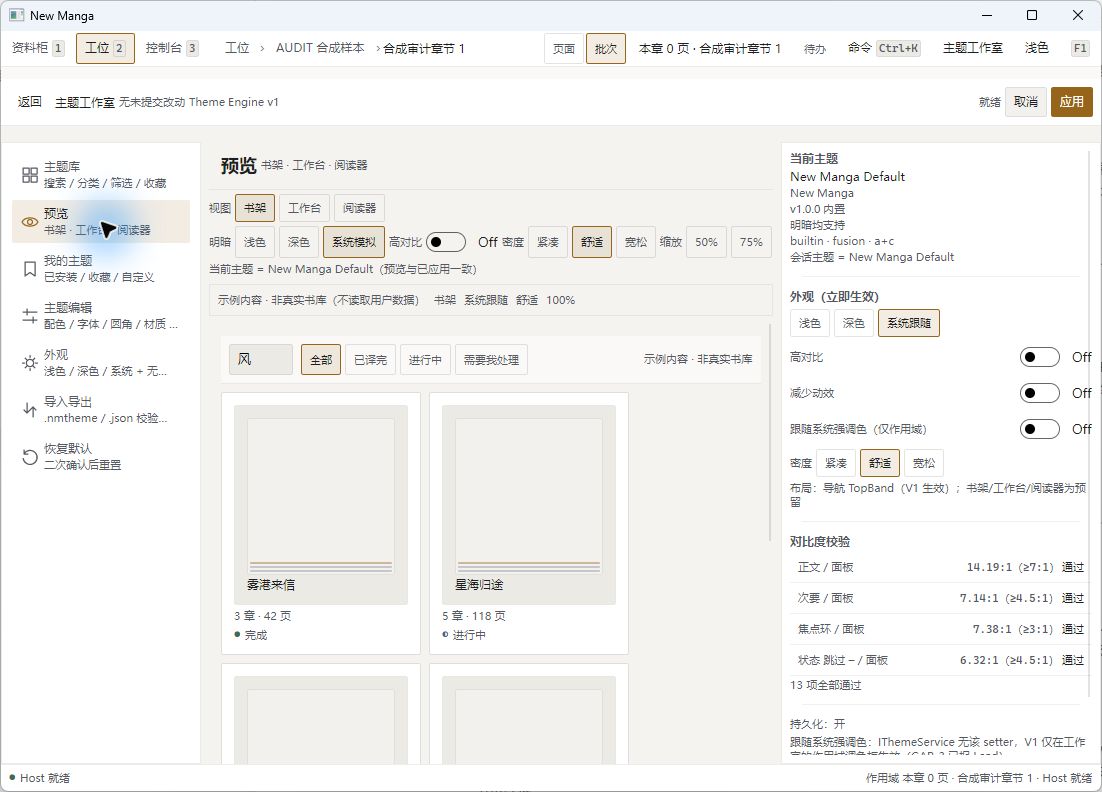 New Manga
资料柜 1 工位 2 控制台 3 工位 › AUDIT 合成样本 › 合成审计章节 1 页面 批次 本章 0 页 · 合成审计章节 1 待办 命令 Ctrl+K 主题工作室 浅色 F1
返回 主题工作室 无未提交改动 Theme Engine v1 就绪 取消 应用
主题库
搜索 / 分类 / 筛选 / 收藏
预览
书架 · 工作台 · 阅读器
我的主题
已安装 / 收藏 / 自定义
主题编辑
配色 / 字体 / 圆角 / 材质 ...
外观
浅色 / 深色 / 系统 + 无...
导入导出
.nmtheme / .json 校验...
恢复默认
二次确认后重置
预览 书架 · 工作台 · 阅读器
视图 书架 工作台 阅读器
明暗 浅色 深色 系统模拟 高对比 Off 密度 紧凑 舒适 宽松 缩放 50% 75%
当前主题 = New Manga Default（预览与已应用一致）
示例内容 · 非真实书库（不读取用户数据） 书架 系统跟随 舒适 100%
风 全部 已译完 进行中 需要我处理 示例内容 · 非真实书库
雾港来信
3 章 · 42 页
完成
星海归途
5 章 · 118 页
进行中
当前主题
New Manga Default
New Manga
v1.0.0 内置
明暗均支持
builtin · fusion · a+c
会话主题 = New Manga Default
外观（立即生效）
浅色 深色 系统跟随
高对比 Off
减少动效 Off
跟随系统强调色（仅作用域） Off
密度 紧凑 舒适 宽松
布局：导航 TopBand（V1 生效）；书架/工作台/阅读器为预
留
对比度校验
正文 / 面板 14.19:1 (≥7:1) 通过
次要 / 面板 7.14:1 (≥4.5:1) 通过
焦点环 / 面板 7.38:1 (≥3:1) 通过
状态 跳过 – / 面板 6.32:1 (≥4.5:1) 通过
13 项全部通过
持久化：开
跟随系统强调色：IThemeService 无该 setter，V1 仅在工作
Host 就绪 作用域 本章 0 页 · 合成审计章节 1 · Host 就绪